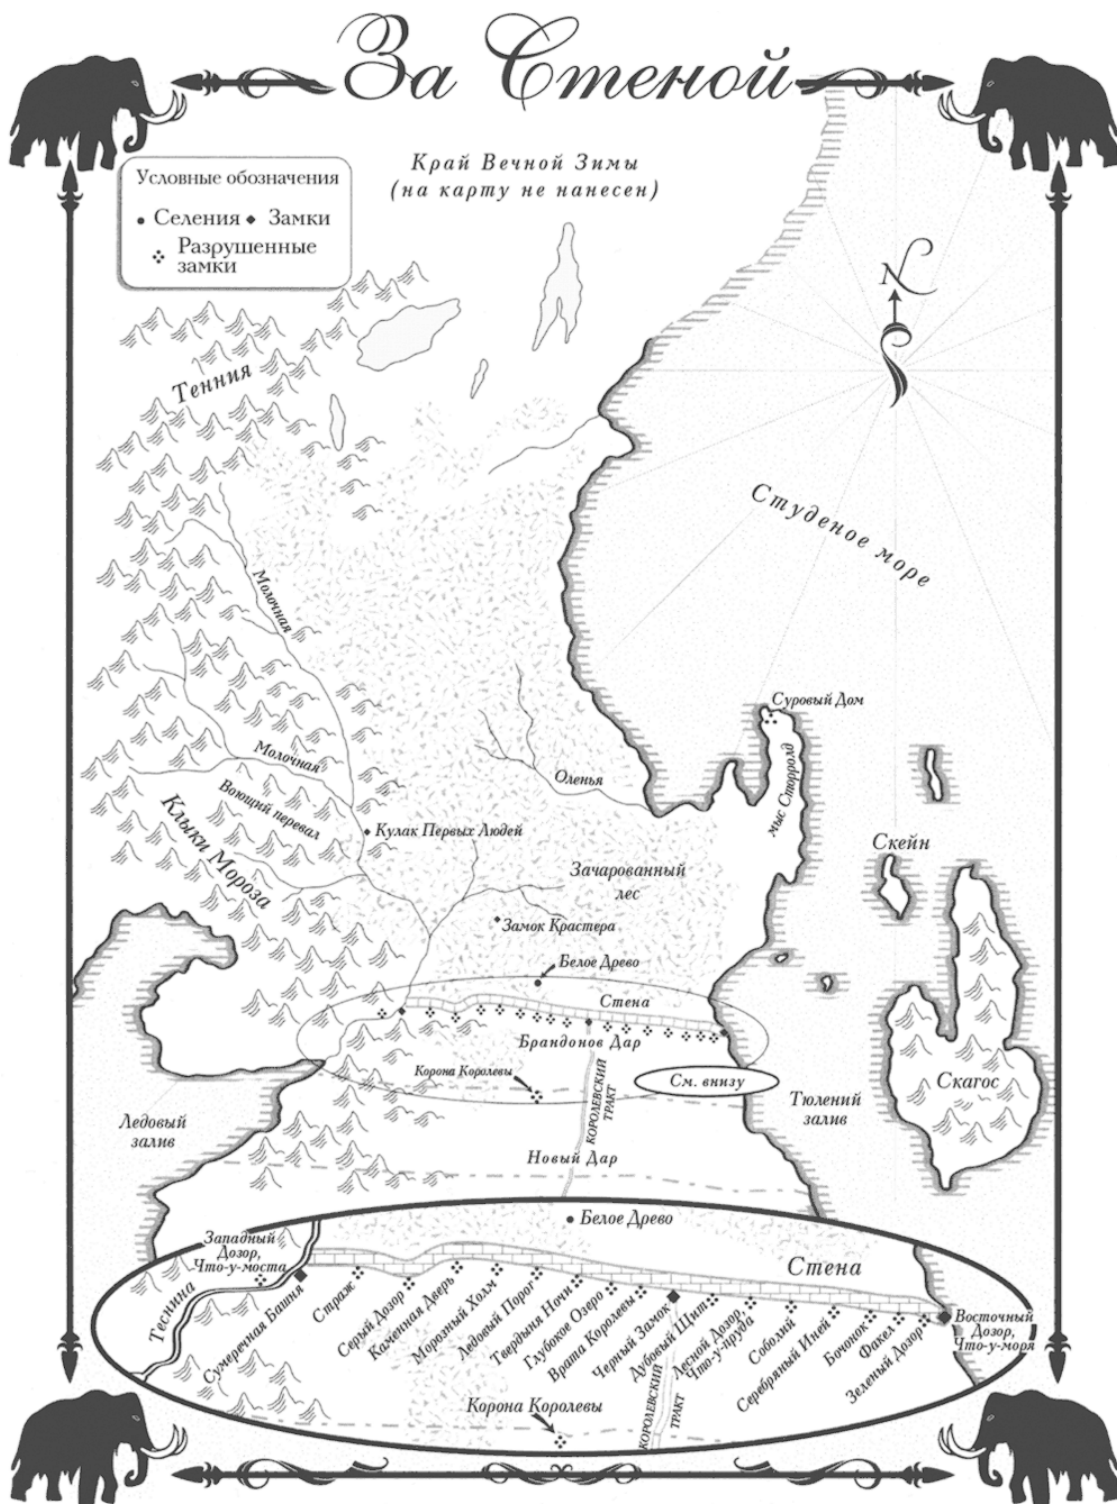 За Стеной
Край Вечной Зимы
(на карту не нанесен)
Условные обозначения
Селения Замки
Разрушенные
замки
N
Тенния
Студеное море
Молочная
Суровый Дом
мыс Сторролд
Молочная
Оленья
Воющий перевал
Клыки Мороза
Кулак Первых Людей
Скейн
Зачарованный
лес
Замок Крастера
Белое Древо
Стена
Брандонов Дар
Корона Королевы
См. внизу
КОРОЛЕВСКИЙ
ТРАКТ
Скагос
Тюлений
залив
Ледовый
залив
Новый Дар
Белое Древо
Западный
Дозор,
Что-у-моста
Стена
Теснина
Сумеречная Башня
Страж
Серый Дозор
Каменная Дверь
Морозный Холм
Ледовый Порог
Твердыня Ночи
Глубокое Озеро
Врата Королевы
Черный Замок
Дубовый Щит
Лесной Дозор,
Что-у-пруда
Соболий
Серебряный Иней
Бочонок
Факел
Зеленый Дозор
Восточный
Дозор,
Что-у-моря
Корона Королевы
КОРОЛЕВСКИЙ
ТРАКТ